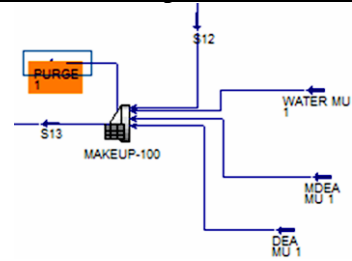 S12
PURGE
1
WATER MU
1
S13
MAKEUP-100
MDEA
MU 1
DEA
MU 1